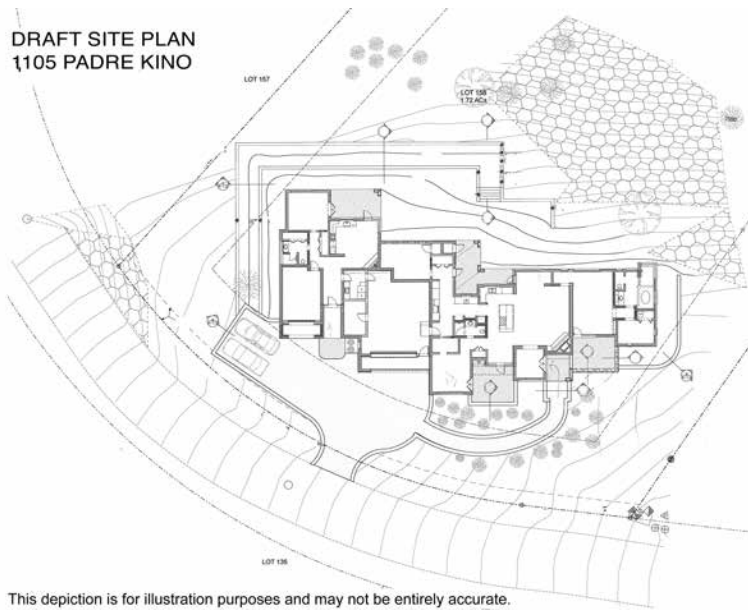 DRAFT SITE PLAN
1105 PADRE KINO
LOT 157
LOT 158
1.72 ACs
LOT 136
This depiction is for illustration purposes and may not be entirely accurate.